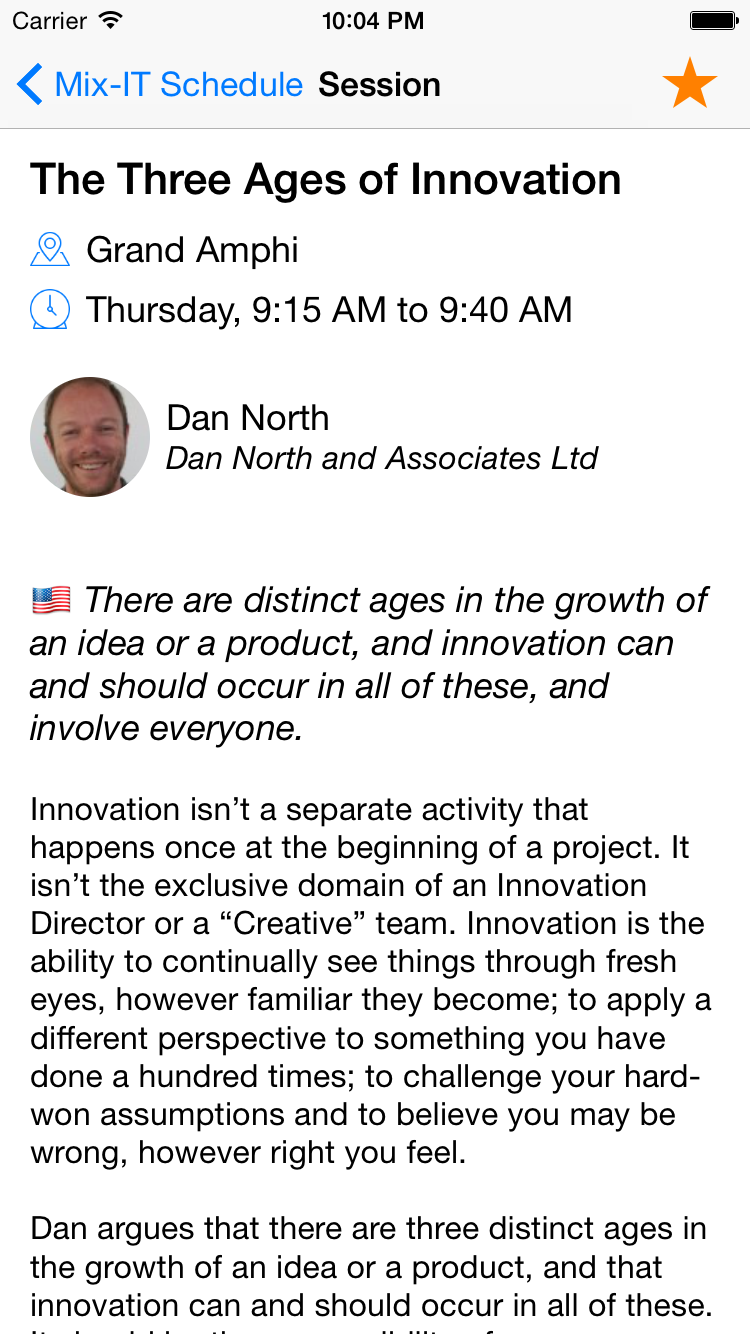 Carrier 10:04 PM
Mix-IT Schedule Session
The Three Ages of Innovation
Grand Amphi
Thursday, 9:15 AM to 9:40 AM
Dan North
Dan North and Associates Ltd
There are distinct ages in the growth of
an idea or a product, and innovation can
and should occur in all of these, and
involve everyone.
Innovation isn’t a separate activity that
happens once at the beginning of a project. It
isn’t the exclusive domain of an Innovation
Director or a “Creative” team. Innovation is the
ability to continually see things through fresh
eyes, however familiar they become; to apply a
different perspective to something you have
done a hundred times; to challenge your hard-
won assumptions and to believe you may be
wrong, however right you feel.
Dan argues that there are three distinct ages in
the growth of an idea or a product, and that
innovation can and should occur in all of these.